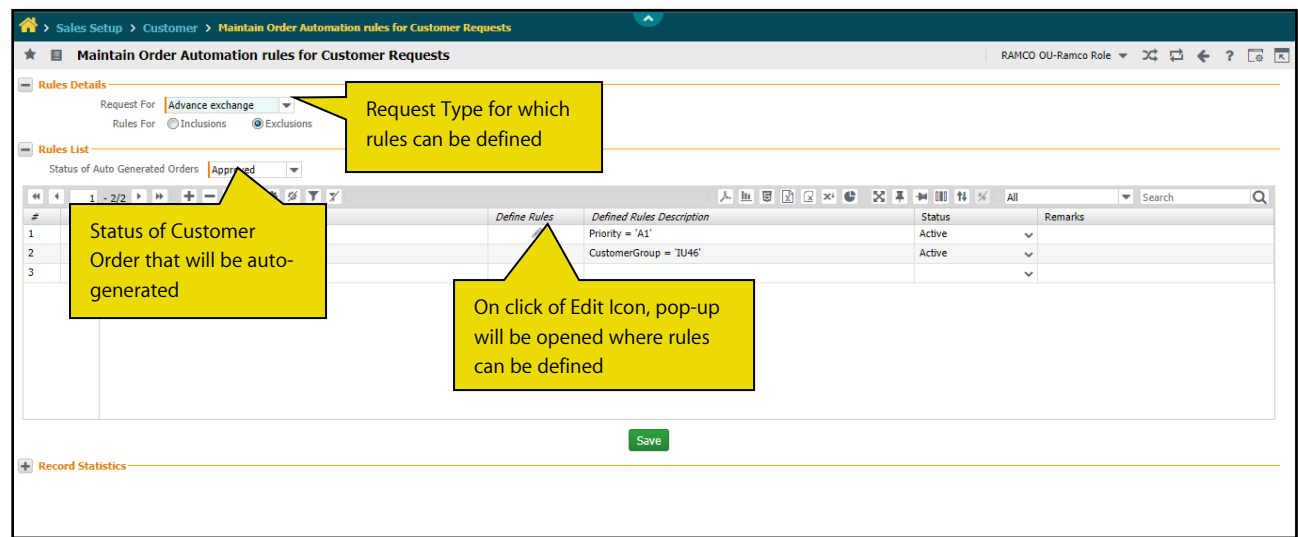 > Sales Setup > Customer > Maintain Order Automation rules for Customer Requests
Maintain Order Automation rules for Customer Requests RAMCO OU-Ramco Role ?
Rules Details
Request For Advance exchange
Rules For Inclusions Exclusions
Request Type for which
rules can be defined
Rules List
Status of Auto Generated Orders Approved
1 - 2/2 All Search
# Define Rules Defined Rules Description Status Remarks
1 Priority = 'A1' Active
2 CustomerGroup = 'IU46' Active
3
Status of Customer
Order that will be auto-
generated
On click of Edit Icon, pop-up
will be opened where rules
can be defined
Save
Record Statistics